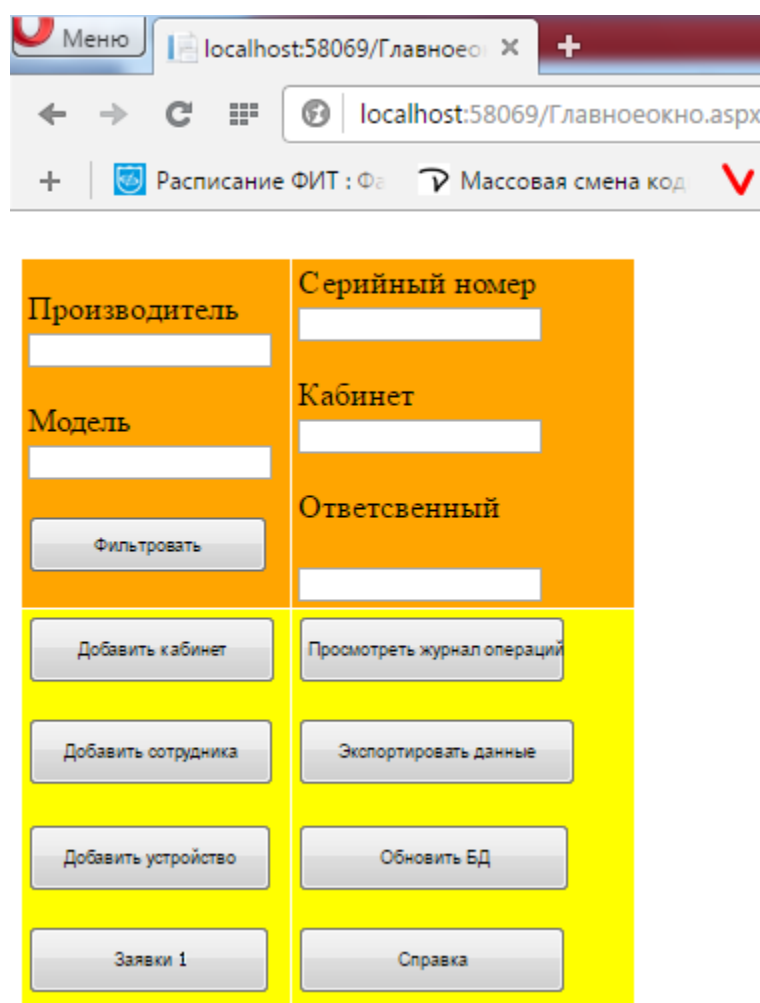 Меню
localhost:58069/Главноео
localhost:58069/Главноеокно.aspx
Расписание ФИТ : Фа
Массовая смена код
Производитель
Модель
Фильтровать
Серийный номер
Кабинет
Ответсвенный
Добавить кабинет
Просмотреть журнал операций
Добавить сотрудника
Экспортировать данные
Добавить устройство
Обновить БД
Заявки 1
Справка